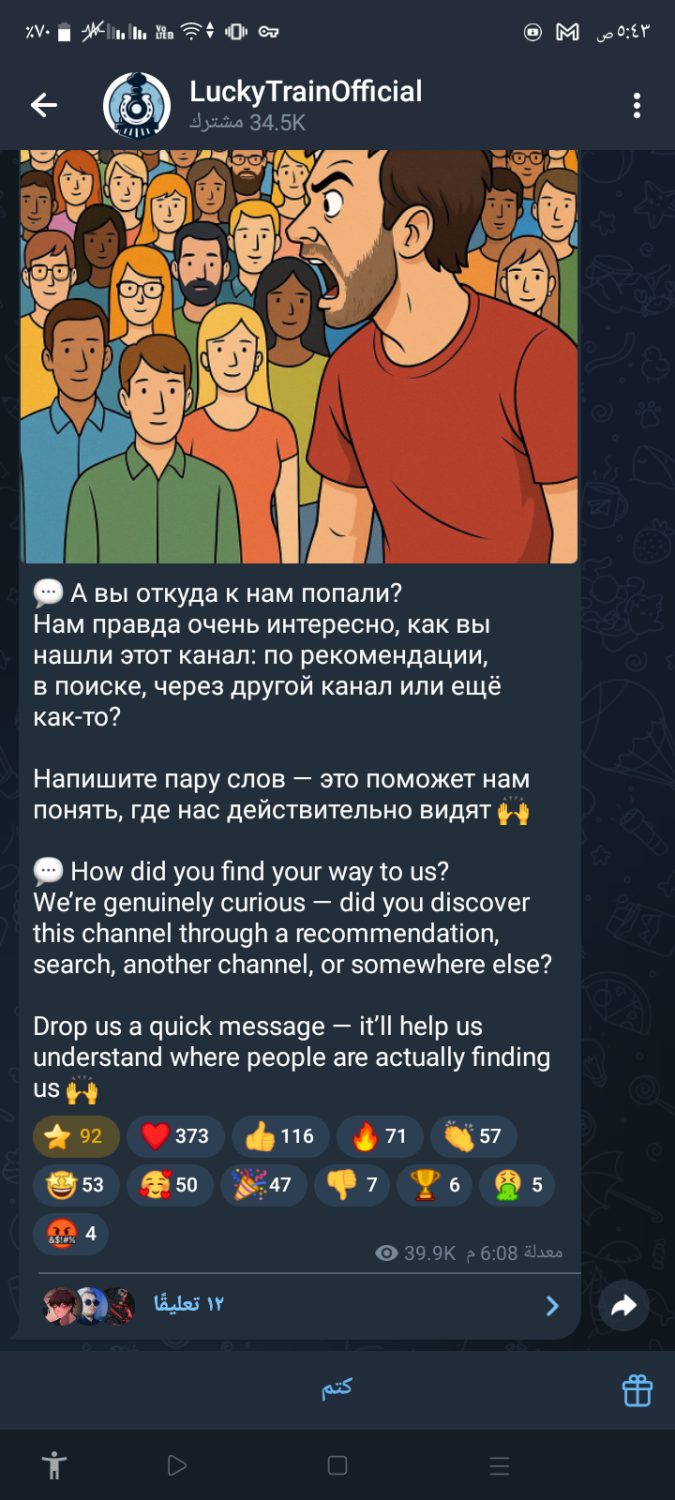 ٪٧٠
Vo
LTE D
٥:٤٣ ص
LuckyTrainOfficial
34.5K مشترك
💬 А вы откуда к нам попали?
Нам правда очень интересно, как вы
нашли этот канал: по рекомендации,
в поиске, через другой канал или ещё
как-то?
Напишите пару слов — это поможет нам
понять, где нас действительно видят 🙌
💬 How did you find your way to us?
We’re genuinely curious — did you discover
this channel through a recommendation,
search, another channel, or somewhere else?
Drop us a quick message — it’ll help us
understand where people are actually finding
us 🙌
⭐ 92 ❤ 373 👍 116 🔥 71 👏 57
🤩 53 🥰 50 🎉 47 👎 7 🏆 6 🤮 5
🤬 4
39.9K معدلة 6:08 م
١٢ تعليقًا
كتم